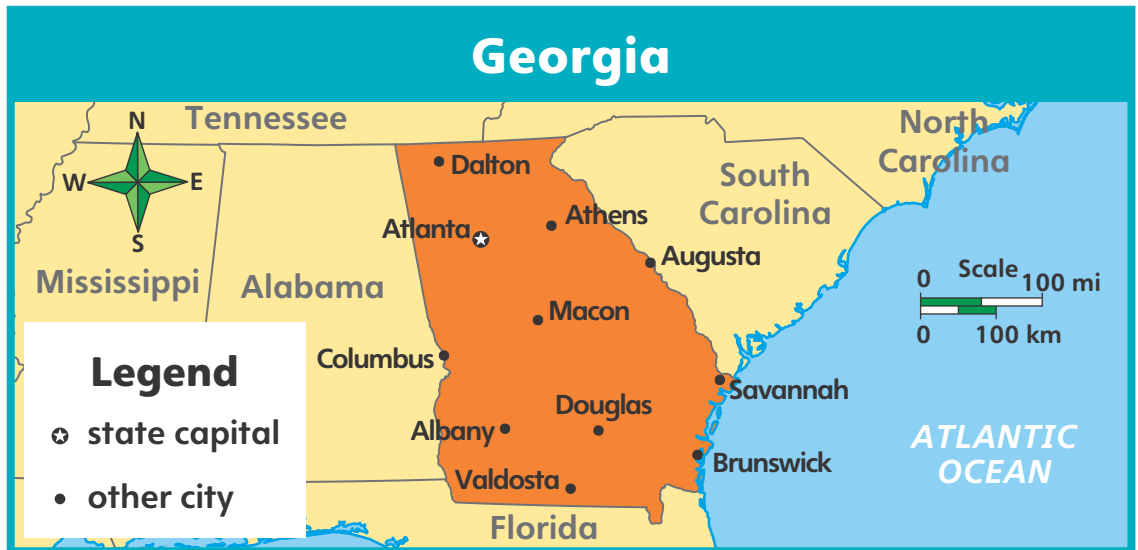 Georgia
Tennessee
North
Carolina
N
W
E
S
Dalton
South
Carolina
Athens
Atlanta
Augusta
Mississippi
Alabama
0 Scale 100 mi
0 100 km
Macon
Columbus
Legend
state capital
other city
Savannah
Douglas
Albany
Brunswick
ATLANTIC
OCEAN
Valdosta
Florida